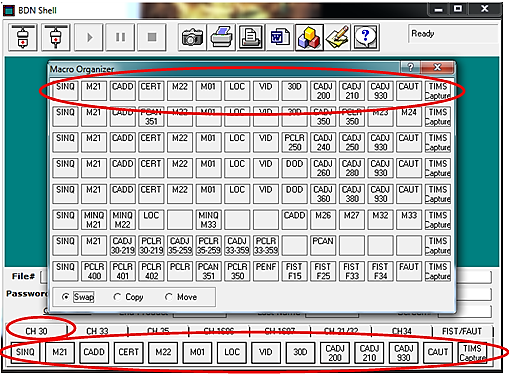 BDN Shell
Ready
Macro Organizer
SINQ M21 CADD CERT M22 M01 LOC VID 30D CADJ 200 CADJ 210 CADJ 930 CAUT TIMS Capture
SINQ M21 CADD PCAN 351 M22 M01 LOC VID 30D CADJ 350 PCLR 350 M23 M24 TIMS Capture
SINQ M21 CADD CERT M22 M01 LOC VID PCLR 250 CADJ 240 CADJ 250 CADJ 930 CAUT TIMS Capture
SINQ M21 CADD CERT M22 M01 LOC VID DOD CADJ 260 CADJ 280 CADJ 930 CAUT TIMS Capture
SINQ M21 CADD CERT M22 M01 LOC VID DOD CADJ 360 CADJ 380 CADJ 930 CAUT TIMS Capture
SINQ MINQ M21 MINQ M22 LOC MINQ M33 CADD M26 M27 M32 M33 TIMS Capture
SINQ M21 CADJ 30-219 PCLR 30-219 CADJ 35-259 PCLR 35-259 CADJ 33-359 PCLR 33-359 PCAN TIMS Capture
SINQ PCLR 400 PCLR 401 PCLR 402 PCLR PCAN 351 PCLR 350 PENF FIST F15 FIST F25 FIST F33 FIST F34 FAUT TIMS Capture
Swap Copy Move
File#
Password
CH 30 CH 33 CH 35 CH 1606 CH 1607 CH 31/32 CH34 FIST/FAUT
SINQ M21 CADD CERT M22 M01 LOC VID 30D CADJ 200 CADJ 210 CADJ 930 CAUT TIMS Capture